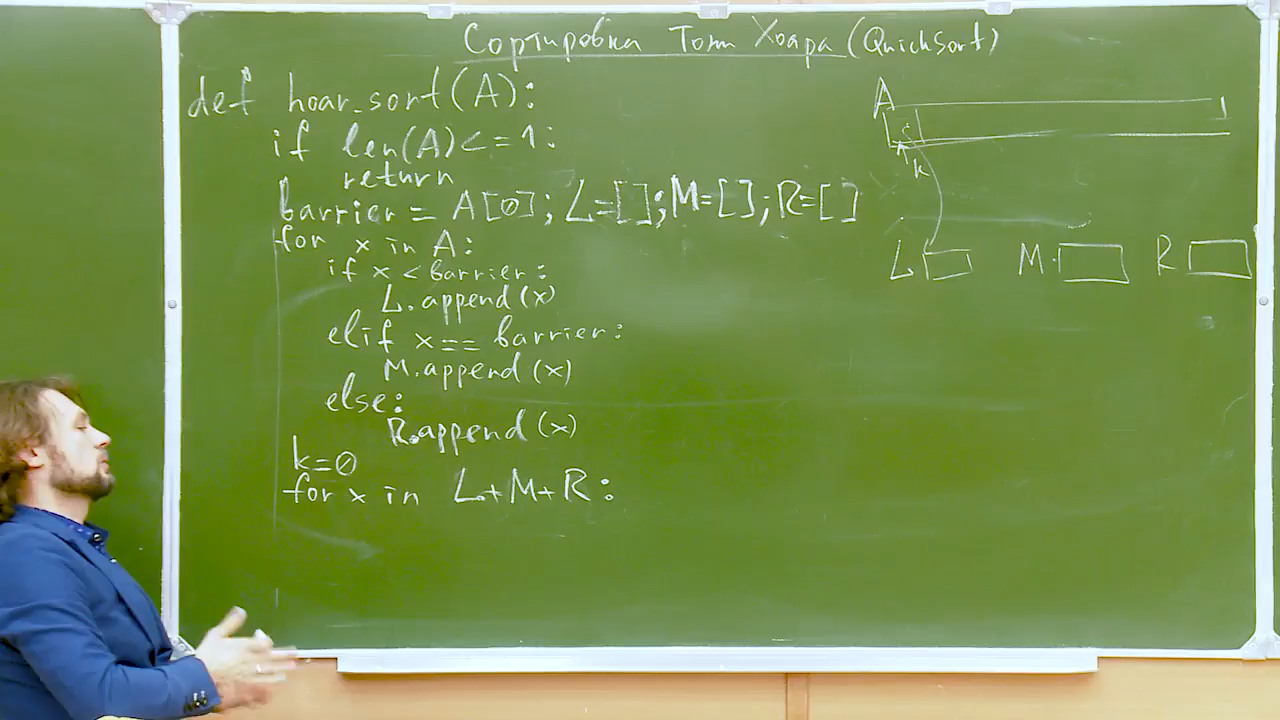 Сортировка Тони Хоара (QuickSort)
def hoar_sort(A):
if len(A)<=1:
return
barrier = A[0]; L=[]; M=[]; R=[]
for x in A:
if x < barrier:
L.append(x)
elif x == barrier:
M.append(x)
else:
R.append(x)
k=0
for x in L+M+R:
A
k
L M R